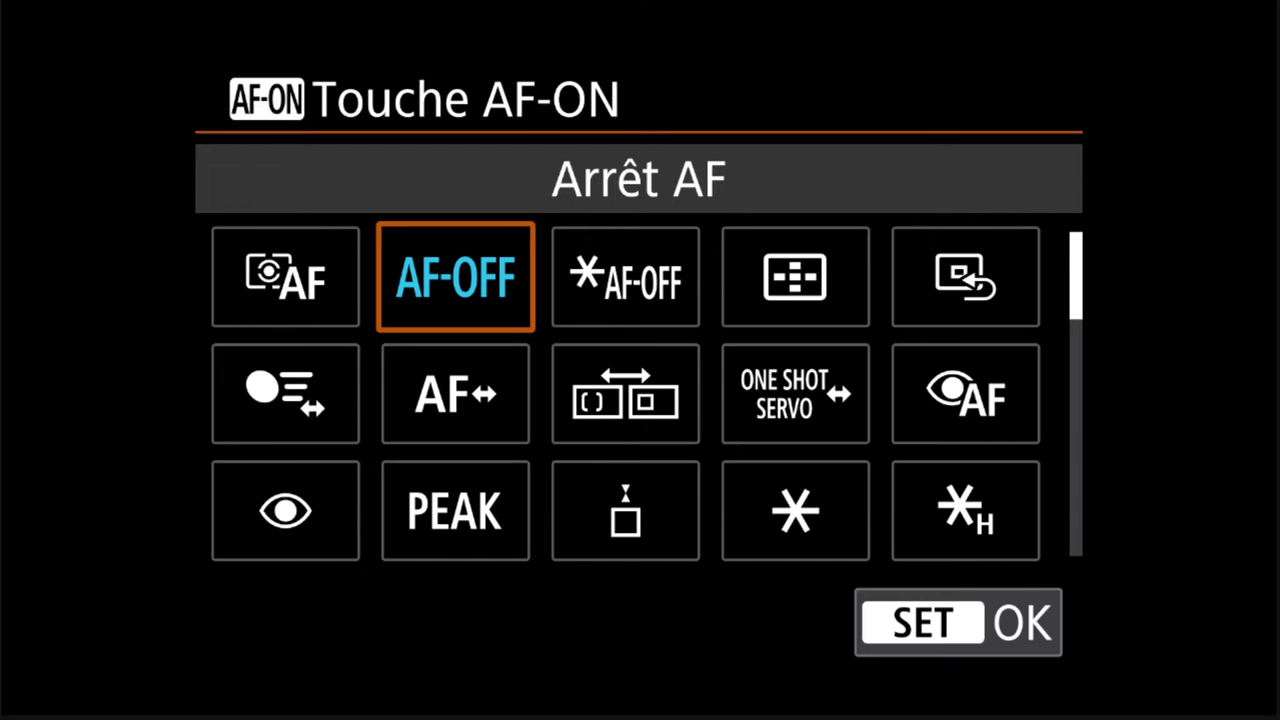 AF-ON Touche AF-ON
Arrêt AF
AF AF-OFF AF-OFF
AF ONE SHOT AF
SERVO
PEAK H
SET OK